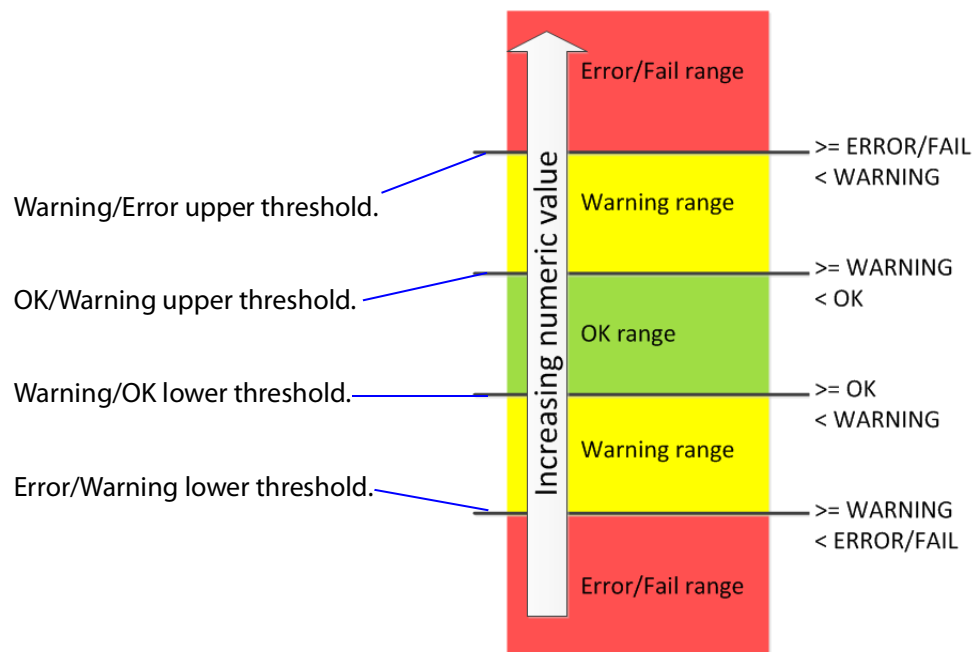 Error/Fail range
>= ERROR/FAIL
< WARNING
Warning/Error upper threshold.
Warning range
>= WARNING
< OK
OK/Warning upper threshold.
OK range
Increasing numeric value
Warning/OK lower threshold.
>= OK
< WARNING
Warning range
Error/Warning lower threshold.
>= WARNING
< ERROR/FAIL
Error/Fail range